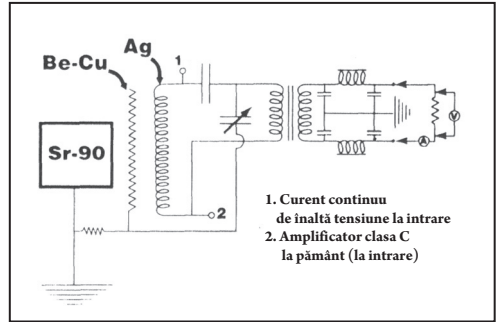 Ag
1
Be-Cu
Sr-90
2
A
V
1. Curent continuu
de înaltă tensiune la intrare
2. Amplificator clasa C
la pământ (la intrare)